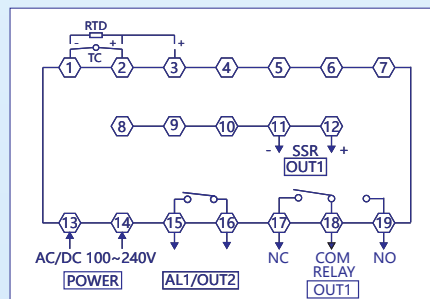 RTD
- + +
TC
1 2 3 4 5 6 7
8 9 10 11 12
- SSR +
OUT1
13 14 15 16 17 18 19
AC/DC 100~240V NC COM NO
RELAY
POWER AL1/OUT2 OUT1